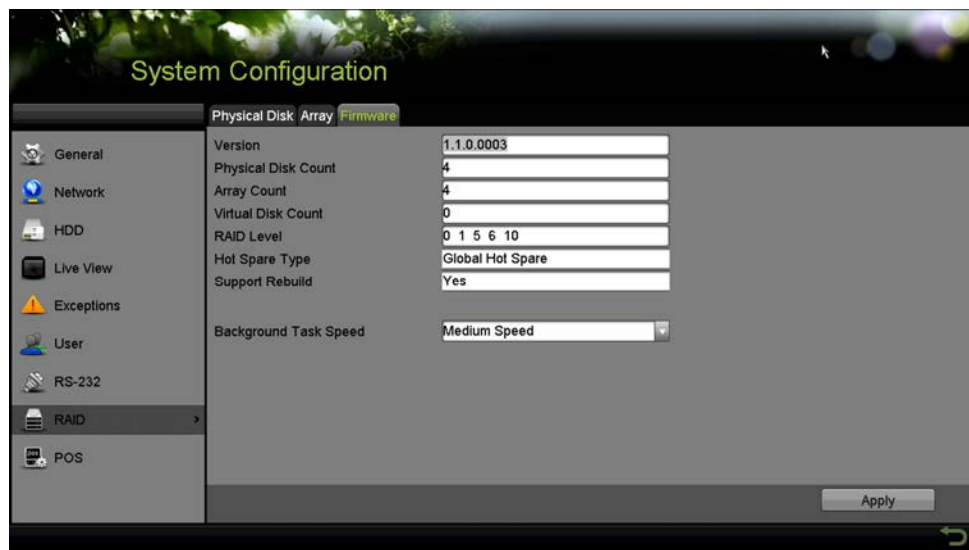 System Configuration
Physical Disk Array Firmware
General
Network
HDD
Live View
Exceptions
User
RS-232
RAID >
POS
Version 1.1.0.0003
Physical Disk Count 4
Array Count 4
Virtual Disk Count 0
RAID Level 0 1 5 6 10
Hot Spare Type Global Hot Spare
Support Rebuild Yes
Background Task Speed Medium Speed
Apply